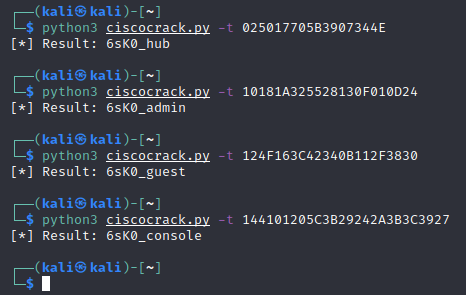 ┌──(kali㉿kali)-[~]
└─$ python3 ciscocrack.py -t 025017705B3907344E
[*] Result: 6sK0_hub
┌──(kali㉿kali)-[~]
└─$ python3 ciscocrack.py -t 10181A325528130F010D24
[*] Result: 6sK0_admin
┌──(kali㉿kali)-[~]
└─$ python3 ciscocrack.py -t 124F163C42340B112F3830
[*] Result: 6sK0_guest
┌──(kali㉿kali)-[~]
└─$ python3 ciscocrack.py -t 144101205C3B29242A3B3C3927
[*] Result: 6sK0_console
┌──(kali㉿kali)-[~]
└─$